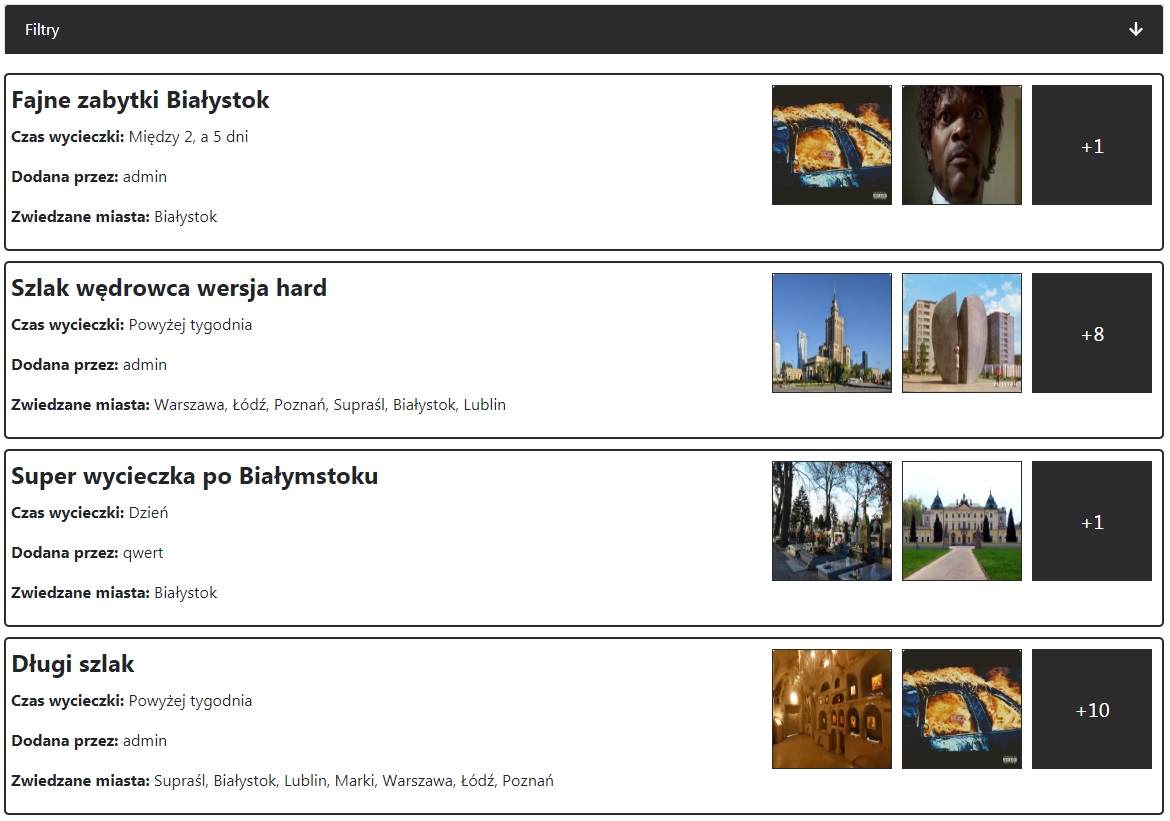 Filtry
Fajne zabytki Białystok
Czas wycieczki: Między 2, a 5 dni
Dodana przez: admin
Zwiedzane miasta: Białystok
+1
Szlak wędrowca wersja hard
Czas wycieczki: Powyżej tygodnia
Dodana przez: admin
Zwiedzane miasta: Warszawa, Łódź, Poznań, Supraśl, Białystok, Lublin
+8
Super wycieczka po Białymstoku
Czas wycieczki: Dzień
Dodana przez: qwert
Zwiedzane miasta: Białystok
+1
Długi szlak
Czas wycieczki: Powyżej tygodnia
Dodana przez: admin
Zwiedzane miasta: Supraśl, Białystok, Lublin, Marki, Warszawa, Łódź, Poznań
+10